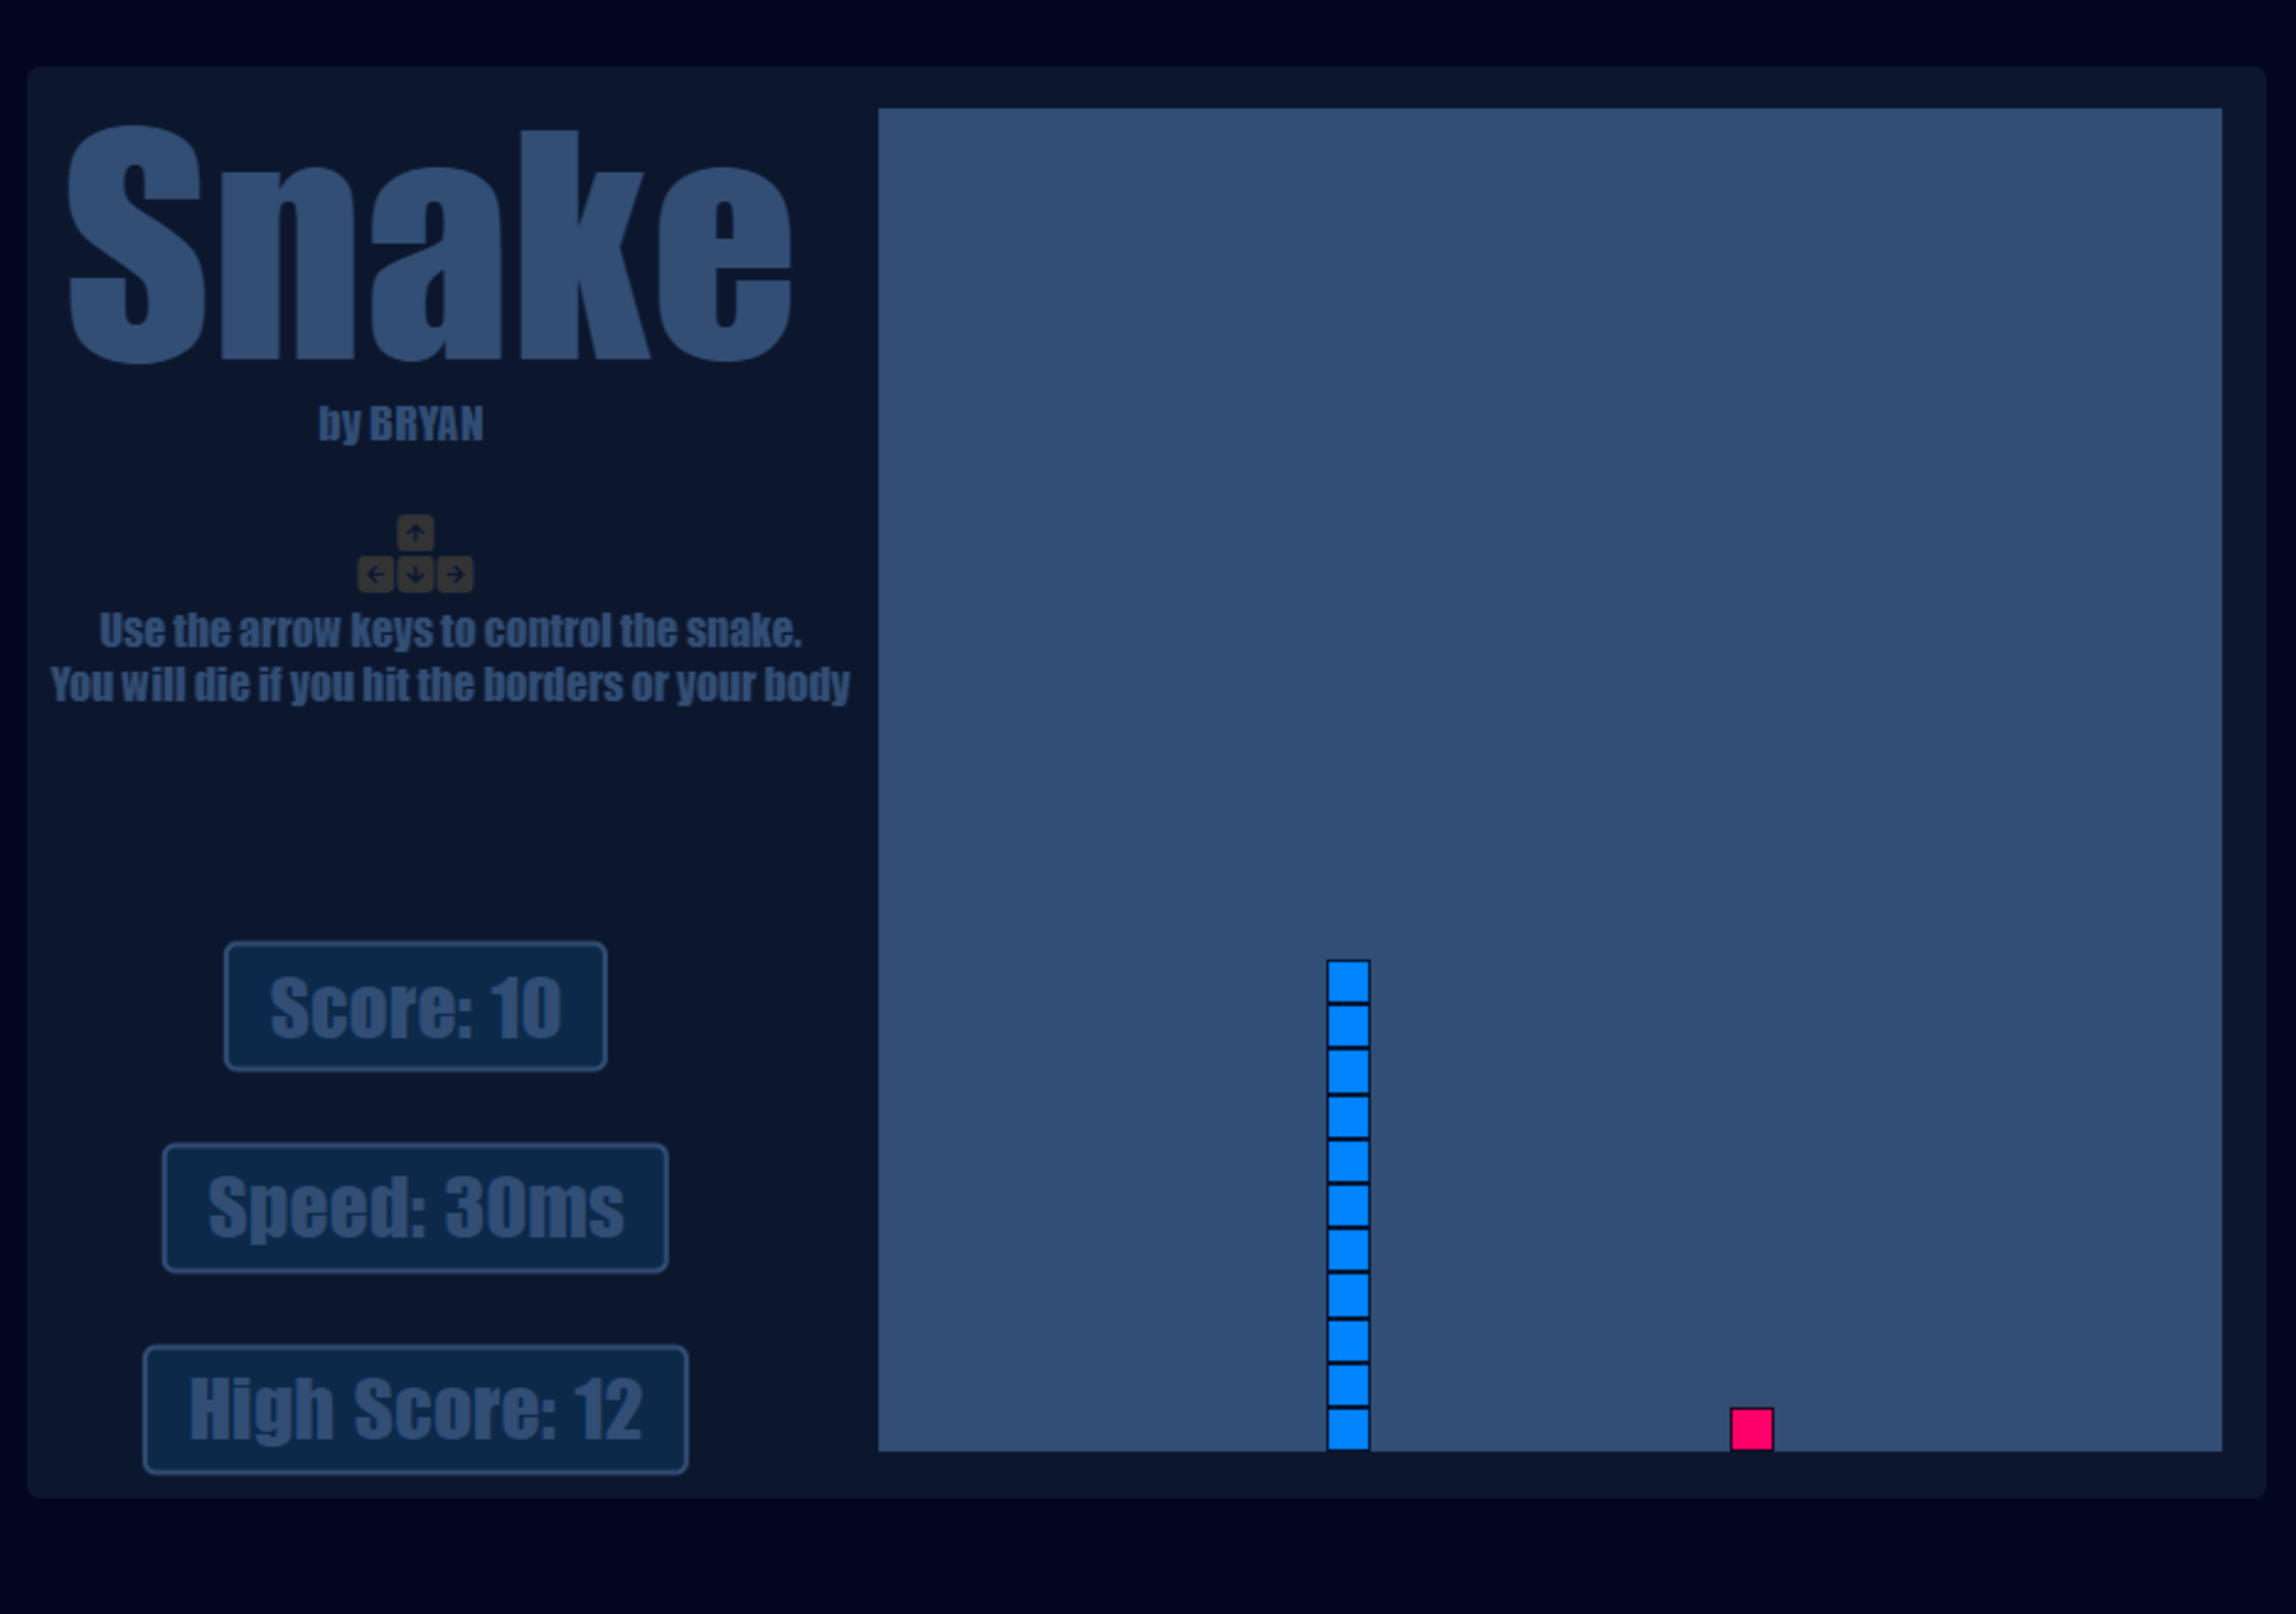 Snake
by BRYAN
Use the arrow keys to control the snake.
You will die if you hit the borders or your body
Score: 10
Speed: 30ms
High Score: 12